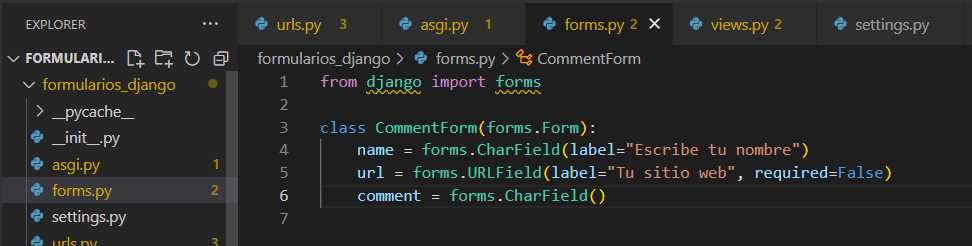 EXPLORER
FORMULARI...
formularios_django
__pycache__
__init__.py
asgi.py 1
forms.py 2
settings.py
urls.py 3
urls.py 3 asgi.py 1 forms.py 2 views.py 2 settings.py
formularios_django > forms.py > CommentForm
1 from django import forms
2
3 class CommentForm(forms.Form):
4 name = forms.CharField(label="Escribe tu nombre")
5 url = forms.URLField(label="Tu sitio web", required=False)
6 comment = forms.CharField()
7